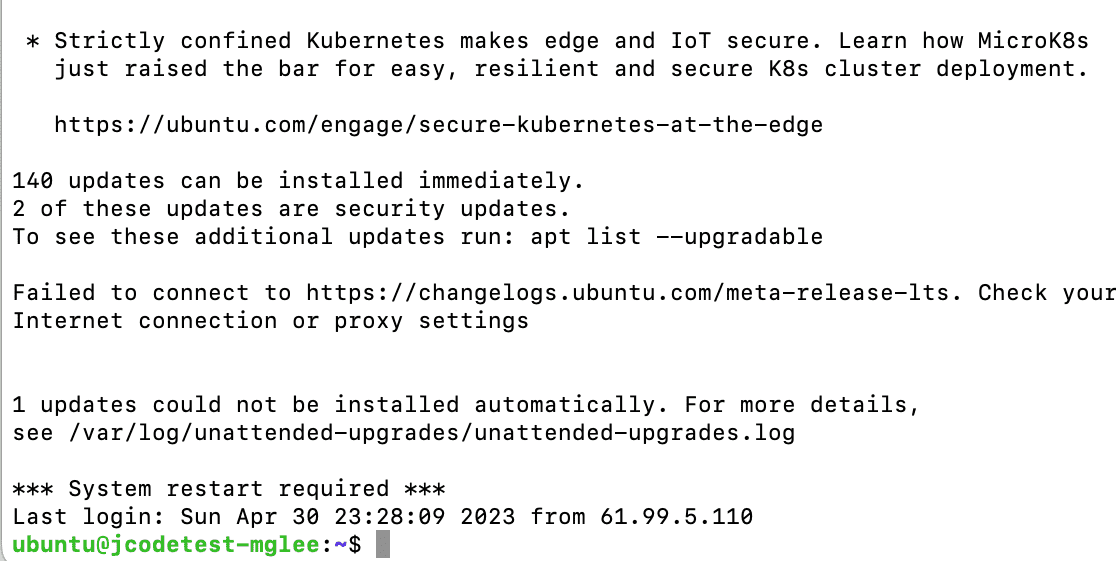 * Strictly confined Kubernetes makes edge and IoT secure. Learn how MicroK8s
just raised the bar for easy, resilient and secure K8s cluster deployment.
https://ubuntu.com/engage/secure-kubernetes-at-the-edge
140 updates can be installed immediately.
2 of these updates are security updates.
To see these additional updates run: apt list --upgradable
Failed to connect to https://changelogs.ubuntu.com/meta-release-lts. Check your
Internet connection or proxy settings
1 updates could not be installed automatically. For more details,
see /var/log/unattended-upgrades/unattended-upgrades.log
*** System restart required ***
Last login: Sun Apr 30 23:28:09 2023 from 61.99.5.110
ubuntu@jcodetest-mglee:~$